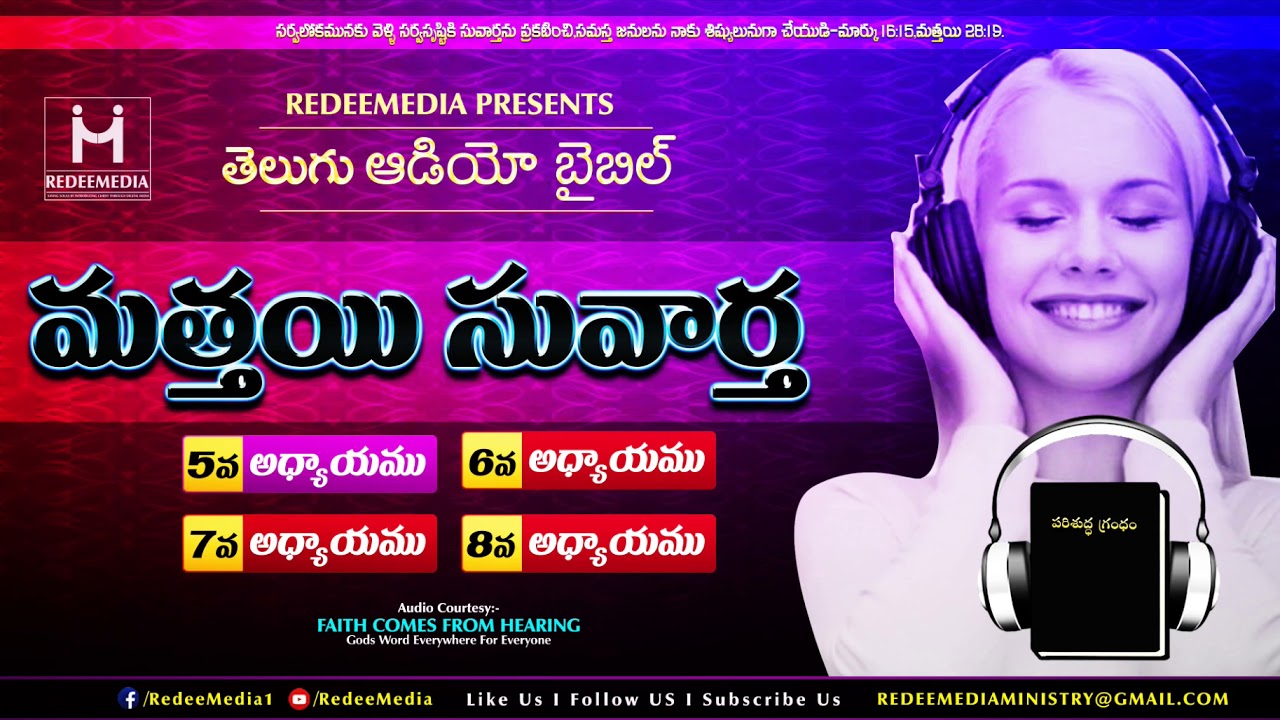 సర్వలోకమునకు వెళ్ళి సర్వసృష్టికి సువార్తను ప్రకటించి,సమస్త జనులను నాకు శిష్యులునుగా చేయుడి-మార్కు16:15,మత్తయి 28:19.
REDEEMEDIA PRESENTS
తెలుగు ఆడియో బైబిల్
REDEEMEDIA
మత్తయి సువార్త
5వ అధ్యాయము
6వ అధ్యాయము
7వ అధ్యాయము
8వ అధ్యాయము
పరిశుద్ధ గ్రంథం
Audio Courtesy:-
FAITH COMES FROM HEARING
Gods Word Everywhere For Everyone
/RedeeMedia1 /RedeeMedia Like Us I Follow US I Subscribe Us REDEEMEDIAMINISTRY@GMAIL.COM